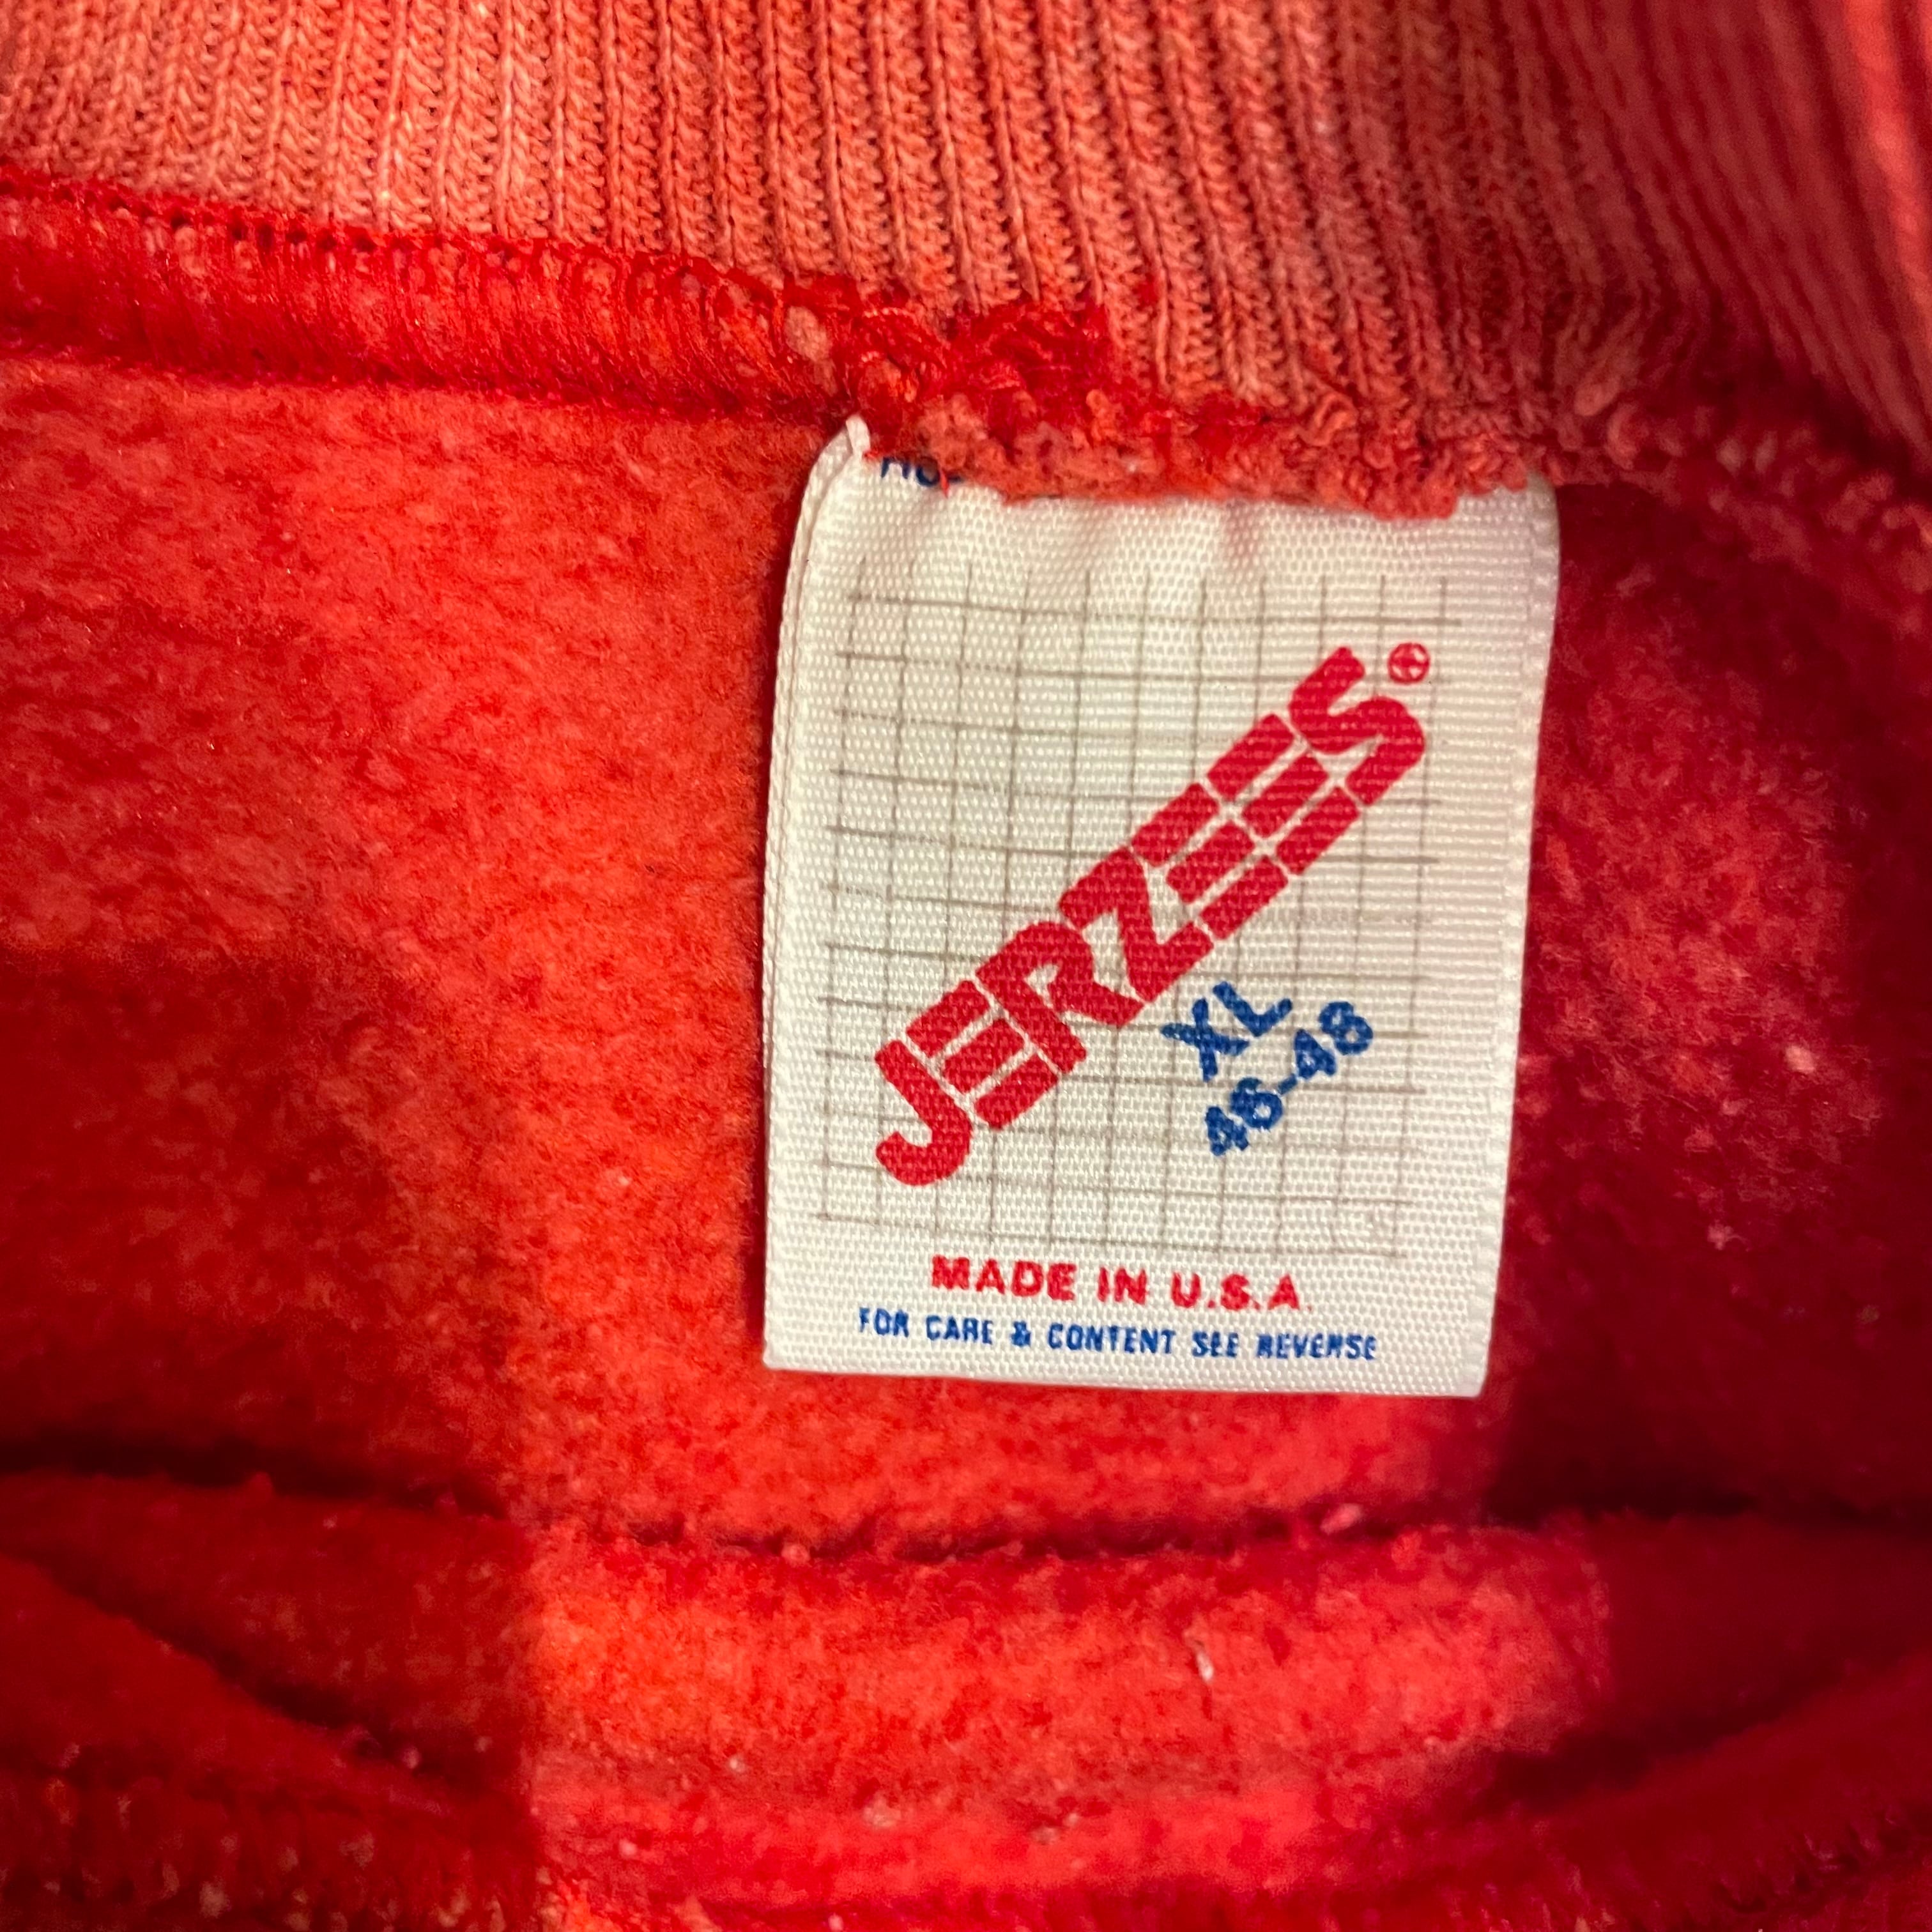 JERZEES®
XL
46-48
MADE IN U.S.A.
FOR CARE & CONTENT SEE REVERSE